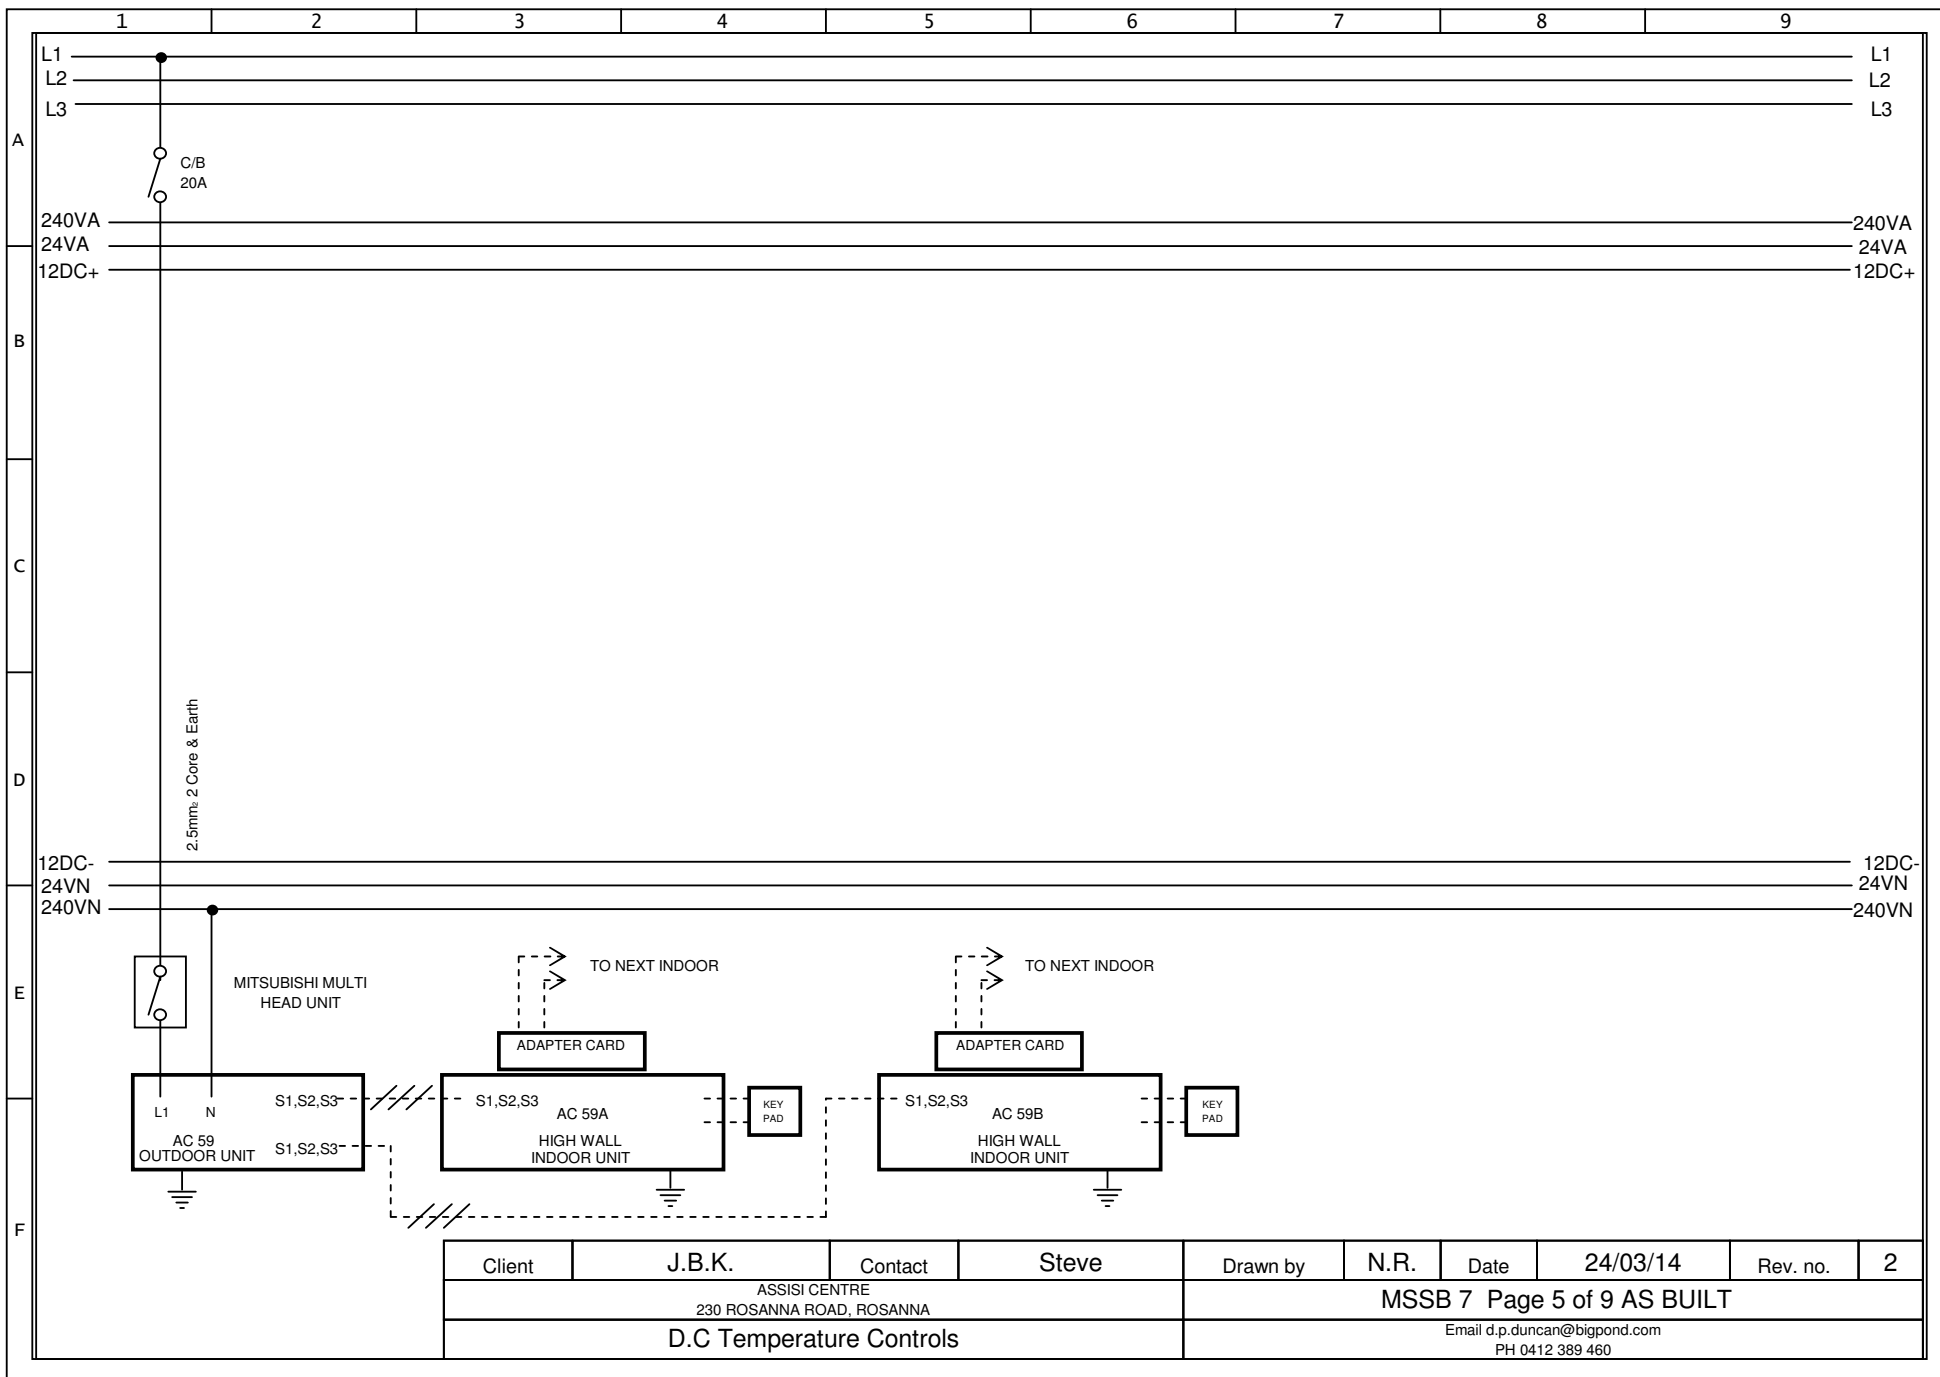 1 2 3 4 5 6 7 8 9
L1 L1
L2 L2
L3 L3
A
C/B
20A
240VA 240VA
24VA 24VA
12DC+ 12DC+
B
C
D
2.5mm² 2 Core & Earth
12DC- 12DC-
24VN 24VN
240VN 240VN
E
MITSUBISHI MULTI
HEAD UNIT
TO NEXT INDOOR
TO NEXT INDOOR
ADAPTER CARD
ADAPTER CARD
L1 N S1,S2,S3
AC 59
OUTDOOR UNIT
S1,S2,S3
S1,S2,S3
AC 59A
HIGH WALL
INDOOR UNIT
KEY
PAD
S1,S2,S3
AC 59B
HIGH WALL
INDOOR UNIT
KEY
PAD
F
Client J.B.K. Contact Steve Drawn by N.R. Date 24/03/14 Rev. no. 2
ASSISI CENTRE
230 ROSANNA ROAD, ROSANNA
MSSB 7 Page 5 of 9 AS BUILT
D.C Temperature Controls
Email d.p.duncan@bigpond.com
PH 0412 389 460